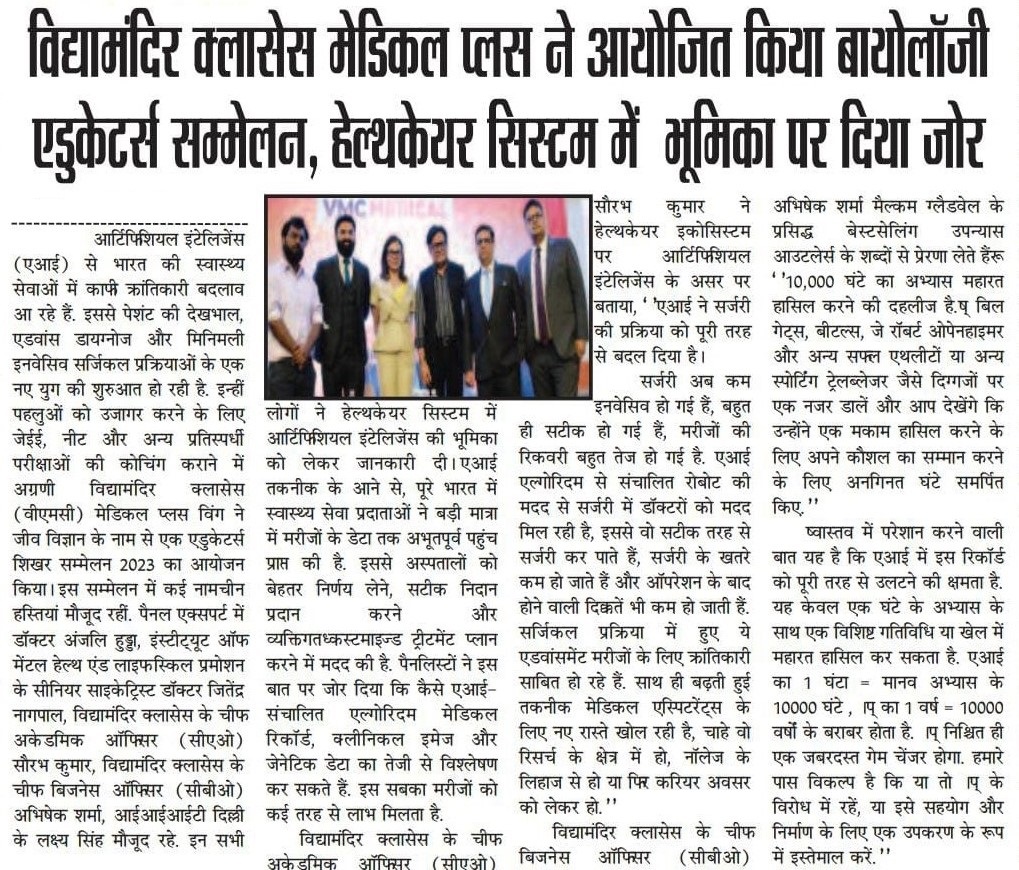 विद्यामंदिर क्लासेस मेडिकल प्लस ने आयोजित किया बायोलॉजी
एडुकेटर्स सम्मेलन, हेल्थकेयर सिस्टम में भूमिका पर दिया जोर
आर्टिफिशियल इंटेलिजेंस
(एआई) से भारत की स्वास्थ्य
सेवाओं में काफी क्रांतिकारी बदलाव
आ रहे हैं. इससे पेशंट की देखभाल,
एडवांस डायग्नोज और मिनिमली
इनवेसिव सर्जिकल प्रक्रियाओं के एक
नए युग की शुरुआत हो रही है. इन्हीं
पहलुओं को उजागर करने के लिए
जेईई, नीट और अन्य प्रतिस्पर्धी
परीक्षाओं की कोचिंग कराने में
अग्रणी विद्यामंदिर क्लासेस
(वीएमसी) मेडिकल प्लस विंग ने
जीव विज्ञान के नाम से एक एडुकेटर्स
शिखर सम्मेलन 2023 का आयोजन
किया। इस सम्मेलन में कई नामचीन
हस्तियां मौजूद रहीं. पैनल एक्सपर्ट में
डॉक्टर अंजलि हुड्डा, इंस्टीट्यूट ऑफ
मेंटल हेल्थ एंड लाइफस्किल प्रमोशन
के सीनियर साइकेट्रिस्ट डॉक्टर जितेंद्र
नागपाल, विद्यामंदिर क्लासेस के चीफ
अकेडमिक ऑफिसर (सीएओ)
सौरभ कुमार, विद्यामंदिर क्लासेस के
चीफ बिजनेस ऑफिसर (सीबीओ)
अभिषेक शर्मा, आईआईआईटी दिल्ली
के लक्ष्य सिंह मौजूद रहे. इन सभी
VMC MEDICAL
लोगों ने हेल्थकेयर सिस्टम में
आर्टिफिशियल इंटेलिजेंस की भूमिका
को लेकर जानकारी दी।एआई
तकनीक के आने से, पूरे भारत में
स्वास्थ्य सेवा प्रदाताओं ने बड़ी मात्रा
में मरीजों के डेटा तक अभूतपूर्व पहुंच
प्राप्त की है. इससे अस्पतालों को
बेहतर निर्णय लेने, सटीक निदान
प्रदान करने और
व्यक्तिगतध्कस्टमाइज्ड ट्रीटमेंट प्लान
करने में मदद की है. पैनलिस्टों ने इस
बात पर जोर दिया कि कैसे एआई-
संचालित एल्गोरिदम मेडिकल
रिकॉर्ड, क्लीनिकल इमेज और
जेनेटिक डेटा का तेजी से विश्लेषण
कर सकते हैं. इस सबका मरीजों को
कई तरह से लाभ मिलता है.
विद्यामंदिर क्लासेस के चीफ
अकेडमिक ऑफिसर (सीएओ)
सौरभ कुमार ने
हेल्थकेयर इकोसिस्टम
पर आर्टिफिशियल
इंटेलिजेंस के असर पर
बताया, ‘ ’एआई ने सर्जरी
की प्रक्रिया को पूरी तरह
से बदल दिया है।
सर्जरी अब कम
इनवेसिव हो गई हैं, बहुत
ही सटीक हो गई हैं, मरीजों की
रिकवरी बहुत तेज हो गई है. एआई
एल्गोरिदम से संचालित रोबोट की
मदद से सर्जरी में डॉक्टरों को मदद
मिल रही है, इससे वो सटीक तरह से
सर्जरी कर पाते हैं, सर्जरी के खतरे
कम हो जाते हैं और ऑपरेशन के बाद
होने वाली दिक्कतें भी कम हो जाती हैं.
सर्जिकल प्रक्रिया में हुए ये
एडवांसमेंट मरीजों के लिए क्रांतिकारी
साबित हो रहे हैं. साथ ही बढ़ती हुई
तकनीक मेडिकल एस्पिटरेंट्स के
लिए नए रास्ते खोल रही है, चाहे वो
रिसर्च के क्षेत्र में हो, नॉलेज के
लिहाज से हो या फिर करियर अवसर
को लेकर हो.’’
विद्यामंदिर क्लासेस के चीफ
बिजनेस ऑफिसर (सीबीओ)
अभिषेक शर्मा मैल्कम ग्लैडवेल के
प्रसिद्ध बेस्टसेलिंग उपन्यास
आउटलेर्स के शब्दों से प्रेरणा लेते हैंरू
‘ ’10,000 घंटे का अभ्यास महारत
हासिल करने की दहलीज है.ष् बिल
गेट्स, बीटल्स, जे रॉबर्ट ओपेनहाइमर
और अन्य सफल एथलीटों या अन्य
स्पोर्टिंग ट्रेलब्लेजर जैसे दिग्गजों पर
एक नजर डालें और आप देखेंगे कि
उन्होंने एक मकाम हासिल करने के
लिए अपने कौशल का सम्मान करने
के लिए अनगिनत घंटे समर्पित
किए.’’
ष्वास्तव में परेशान करने वाली
बात यह है कि एआई में इस रिकॉर्ड
को पूरी तरह से उलटने की क्षमता है.
यह केवल एक घंटे के अभ्यास के
साथ एक विशिष्ट गतिविधि या खेल में
महारत हासिल कर सकता है. एआई
का 1 घंटा = मानव अभ्यास के
10000 घंटे , ।प् का 1 वर्ष = 10000
वर्षों के बराबर होता है. ।प् निश्चित ही
एक जबरदस्त गेम चेंजर होगा. हमारे
पास विकल्प है कि या तो ।प् के
विरोध में रहें, या इसे सहयोग और
निर्माण के लिए एक उपकरण के रूप
में इस्तेमाल करें.’’